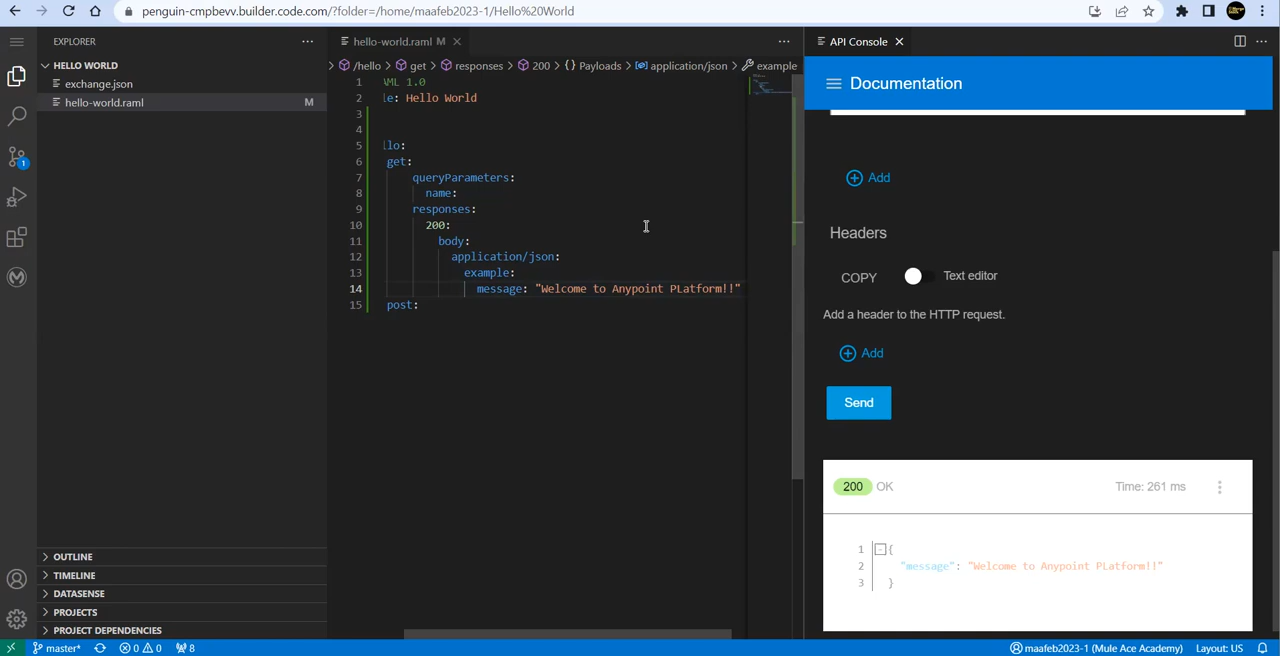 penguin-cmpbevv.builder.code.com/?folder=/home/maafeb2023-1/Hello%20World
EXPLORER
HELLO WORLD
exchange.json
hello-world.raml M
OUTLINE
TIMELINE
DATASENSE
PROJECTS
PROJECT DEPENDENCIES
hello-world.raml M
/hello > get > responses > 200 > {} Payloads > application/json > example
1 ML 1.0
2 le: Hello World
3
4
5 llo:
6 get:
7 queryParameters:
8 name:
9 responses:
10 200:
11 body:
12 application/json:
13 example:
14 message: "Welcome to Anypoint PLatform!!"
15 post:
API Console
Documentation
Add
Headers
COPY Text editor
Add a header to the HTTP request.
Add
Send
200 OK Time: 261 ms
1 {
2 "message": "Welcome to Anypoint PLatform!!"
3 }
1
master* 0 0 8
maafeb2023-1 (Mule Ace Academy) Layout: US